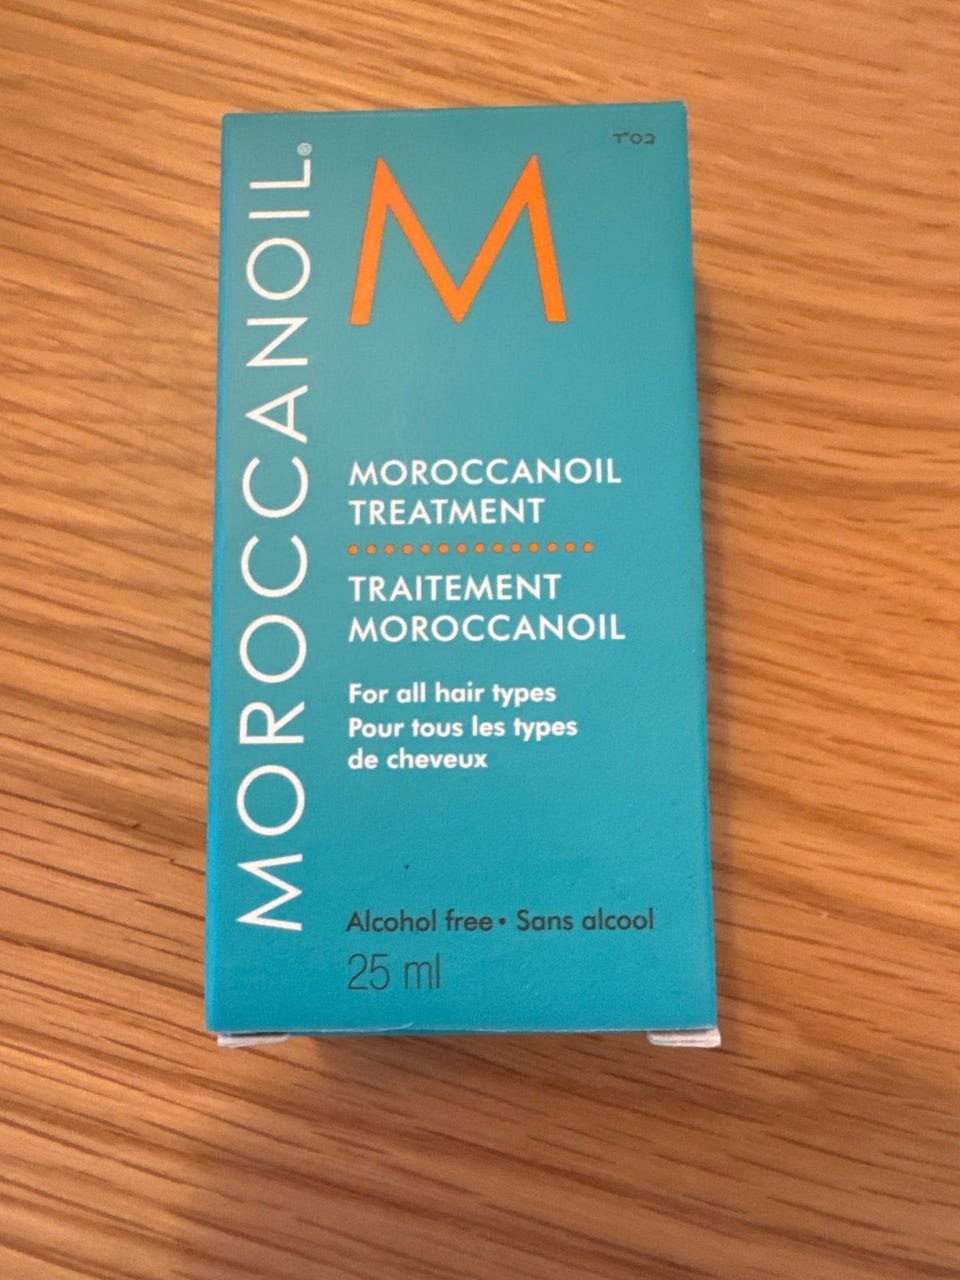 MOROCCANOIL®
M
MOROCCANOIL
TREATMENT
TRAITEMENT
MOROCCANOIL
For all hair types
Pour tous les types
de cheveux
Alcohol free • Sans alcool
25 ml